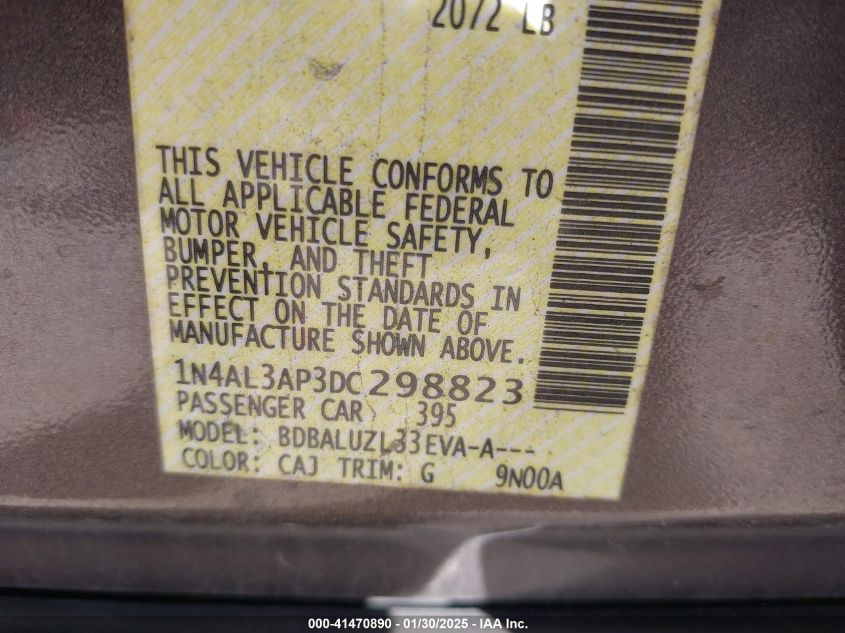 2072 LB
THIS VEHICLE CONFORMS TO
ALL APPLICABLE FEDERAL
MOTOR VEHICLE SAFETY,
BUMPER, AND THEFT
PREVENTION STANDARDS IN
EFFECT ON THE DATE OF
MANUFACTURE SHOWN ABOVE.
1N4AL3AP3DC298823
PASSENGER CAR 395
MODEL: BDBALUZL33EVA-A---
COLOR: CAJ TRIM: G 9N00A
000-41470890 - 01/30/2025 - IAA Inc.